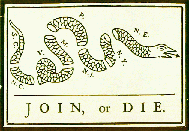 S.C.
N.C.
V.
M.
P.
N.J.
N.Y.
N.E.
JOIN, or DIE.